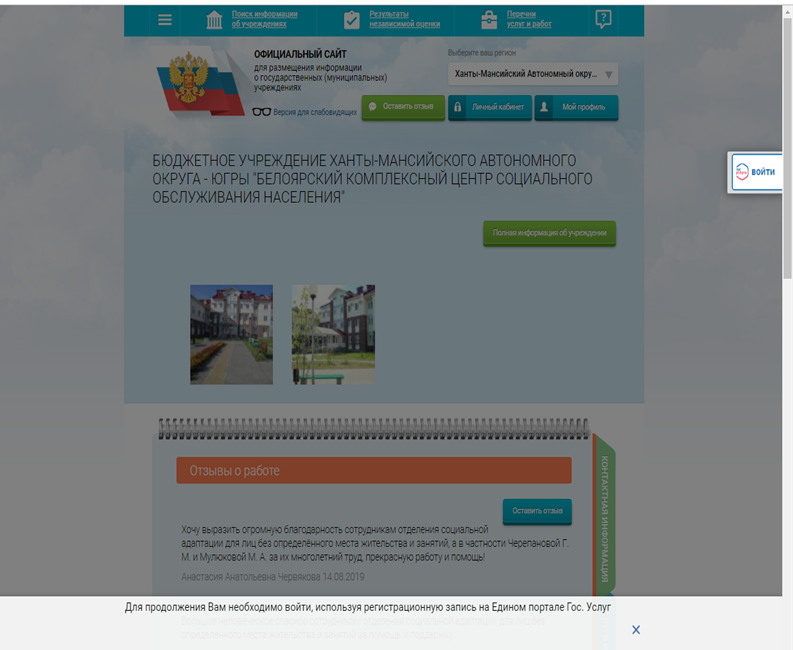 Поиск информации
об учреждениях
Результаты
независимой оценки
Перечни
услуг и работ
?
ОФИЦИАЛЬНЫЙ САЙТ
для размещения информации
о государственных (муниципальных)
учреждениях
Версия для слабовидящих
Выберите ваш регион
Ханты-Мансийский Автономный окру...
Оставить отзыв
Личный кабинет
Мой профиль
ВОЙТИ
БЮДЖЕТНОЕ УЧРЕЖДЕНИЕ ХАНТЫ-МАНСИЙСКОГО АВТОНОМНОГО
ОКРУГА - ЮГРЫ "БЕЛОЯРСКИЙ КОМПЛЕКСНЫЙ ЦЕНТР СОЦИАЛЬНОГО
ОБСЛУЖИВАНИЯ НАСЕЛЕНИЯ"
Полная информация об учреждении
Отзывы о работе
КОНТАКТНАЯ ИНФОРМАЦИЯ
Оставить отзыв
Хочу выразить огромную благодарность сотрудникам отделения социальной
адаптации для лиц без определённого места жительства и занятий, а в частности Черепановой Г.
М. и Мулюковой М. А. за их многолетний труд, прекрасную работу и помощь!
Анастасия Анатольевна Червякова 14.08.2019
Для продолжения Вам необходимо войти, используя регистрационную запись на Едином портале Гос. Услуг